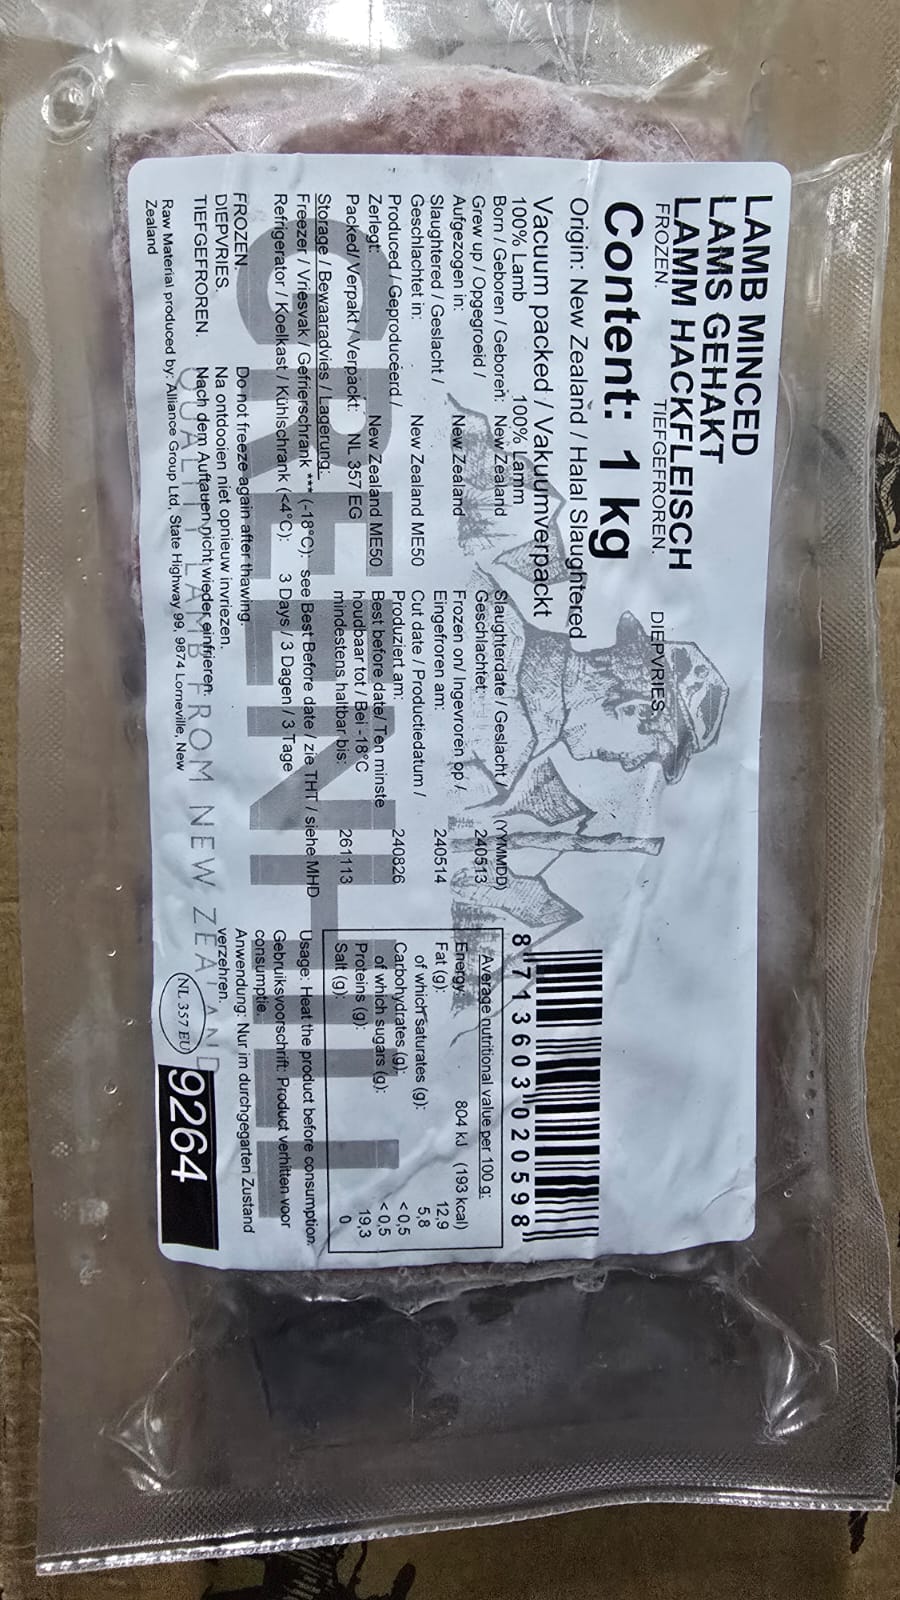 LAMB MINCED
LAMS GEHAKT
LAMM HACKFLEISCH
FROZEN. TIEFGEFROREN. DIEPVRIES.
Content: 1 kg
Origin: New Zealand / Halal Slaughtered
Vacuum packed / Vakuumverpackt
100% Lamb 100% Lamm
Born / Geboren / Geboren: New Zealand
Grew up / Opgegroeid /
Aufgezogen in: New Zealand
Slaughtered / Geslacht /
Geschlachtet in: New Zealand ME50
Produced / Geproduceerd /
Zerlegt: New Zealand ME50
Packed/ Verpakt / Verpackt: NL 357 EG
(YYMMDD)
Slaughterdate / Geslacht /
Geschlachtet: 240513
Frozen on/ Ingevroren op /
Eingefroren am: 240514
Cut date / Productiedatum /
Produziert am: 240826
Best before date/ Ten minste
houdbaar tot / Bei -18°C
mindestens haltbar bis: 261113
Storage / Bewaaradvies / Lagerung:
Freezer / Vriesvak / Gefrierschrank *** (-18°C): see Best Before date / zie THT / siehe MHD
Refrigerator / Koelkast / Kühlschrank (<4°C): 3 Days / 3 Dagen / 3 Tage
FROZEN. Do not freeze again after thawing.
DIEPVRIES. Na ontdooien niet opnieuw invriezen.
TIEFGEFROREN. Nach dem Auftauen nicht wieder einfrieren.
Raw Material produced by: Alliance Group Ltd, State Highway 99, 9874 Lorneville, New
Zealand
8 713603 020598
Average nutritional value per 100 g:
Energy: 804 kJ (193 kcal)
Fat (g): 12,9
of which saturates (g): 5,8
Carbohydrates (g): < 0,5
of which sugars (g): < 0,5
Proteins (g): 19,3
Salt (g): 0
Usage: Heat the product before consumption.
Gebruiksvoorschrift: Product verhitten voor
consumptie.
Anwendung: Nur im durchgegarten Zustand
verzehren.
NL 357 EU
9264
GREENHILL
QUALITY LAMB FROM NEW ZEALAND